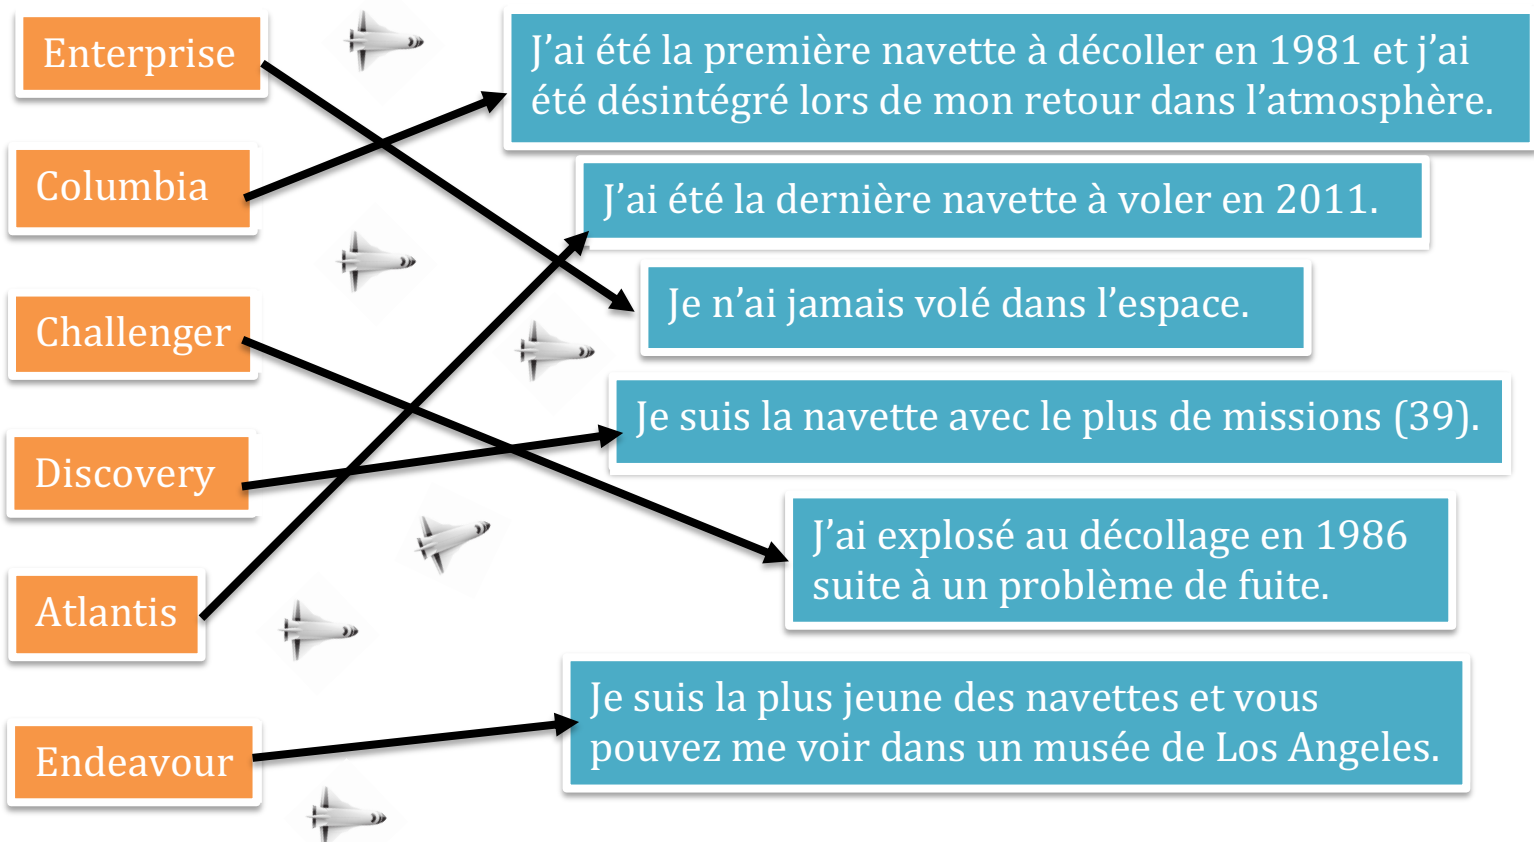 Enterprise
Columbia
Challenger
Discovery
Atlantis
Endeavour
J’ai été la première navette à décoller en 1981 et j’ai
été désintégré lors de mon retour dans l’atmosphère.
J’ai été la dernière navette à voler en 2011.
Je n’ai jamais volé dans l’espace.
Je suis la navette avec le plus de missions (39).
J’ai explosé au décollage en 1986
suite à un problème de fuite.
Je suis la plus jeune des navettes et vous
pouvez me voir dans un musée de Los Angeles.